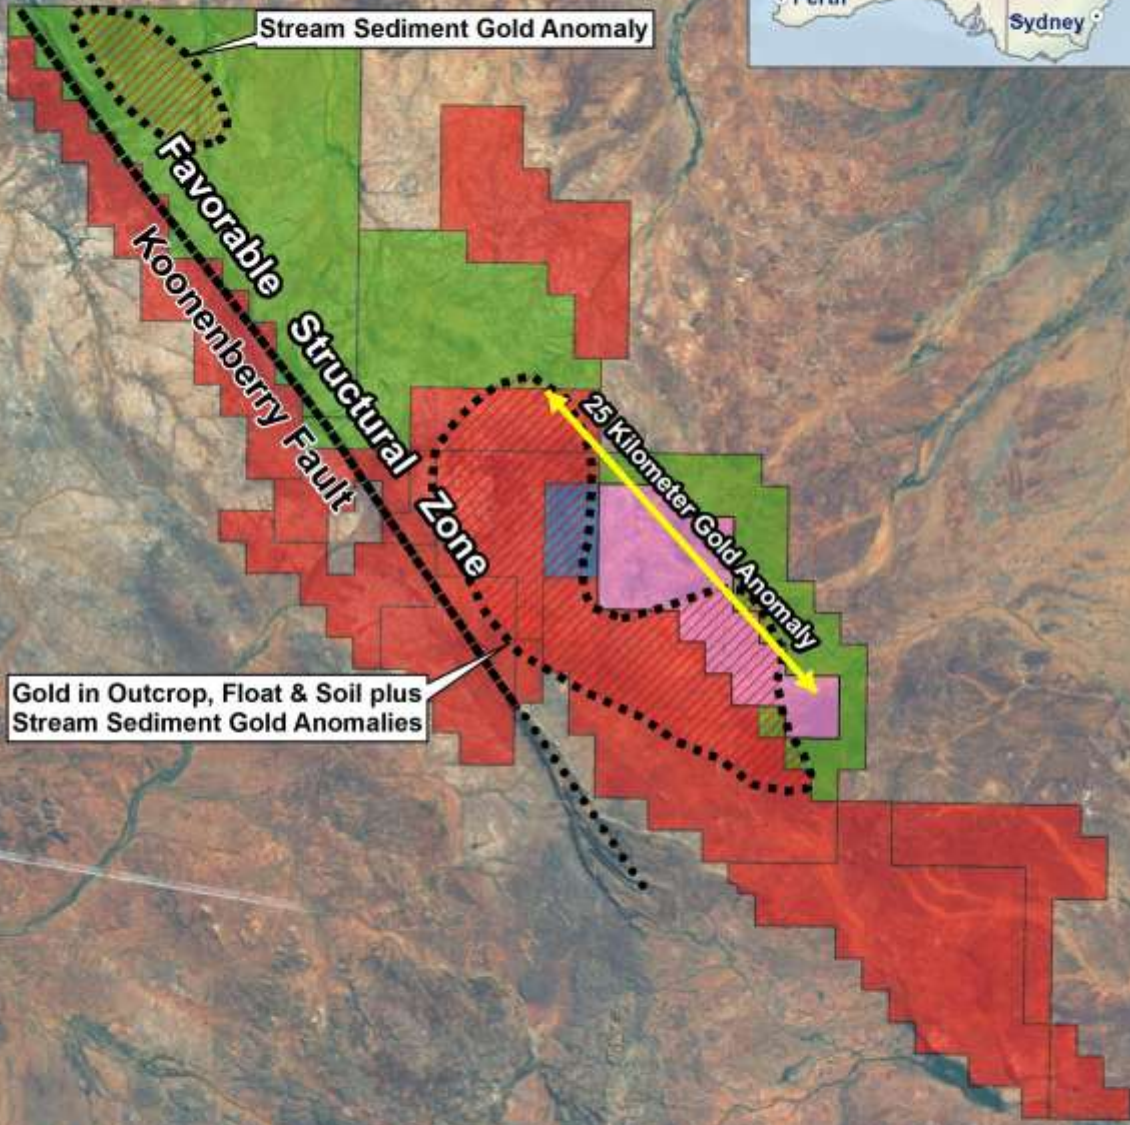 Perth
Sydney
Stream Sediment Gold Anomaly
Favorable Structural Zone
Koonenberry Fault
25 Kilometer Gold Anomaly
Gold in Outcrop, Float & Soil plus
Stream Sediment Gold Anomalies